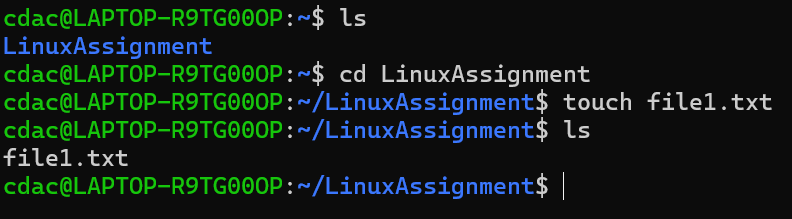 cdac@LAPTOP-R9TG00OP:~$ ls
LinuxAssignment
cdac@LAPTOP-R9TG00OP:~$ cd LinuxAssignment
cdac@LAPTOP-R9TG00OP:~/LinuxAssignment$ touch file1.txt
cdac@LAPTOP-R9TG00OP:~/LinuxAssignment$ ls
file1.txt
cdac@LAPTOP-R9TG00OP:~/LinuxAssignment$